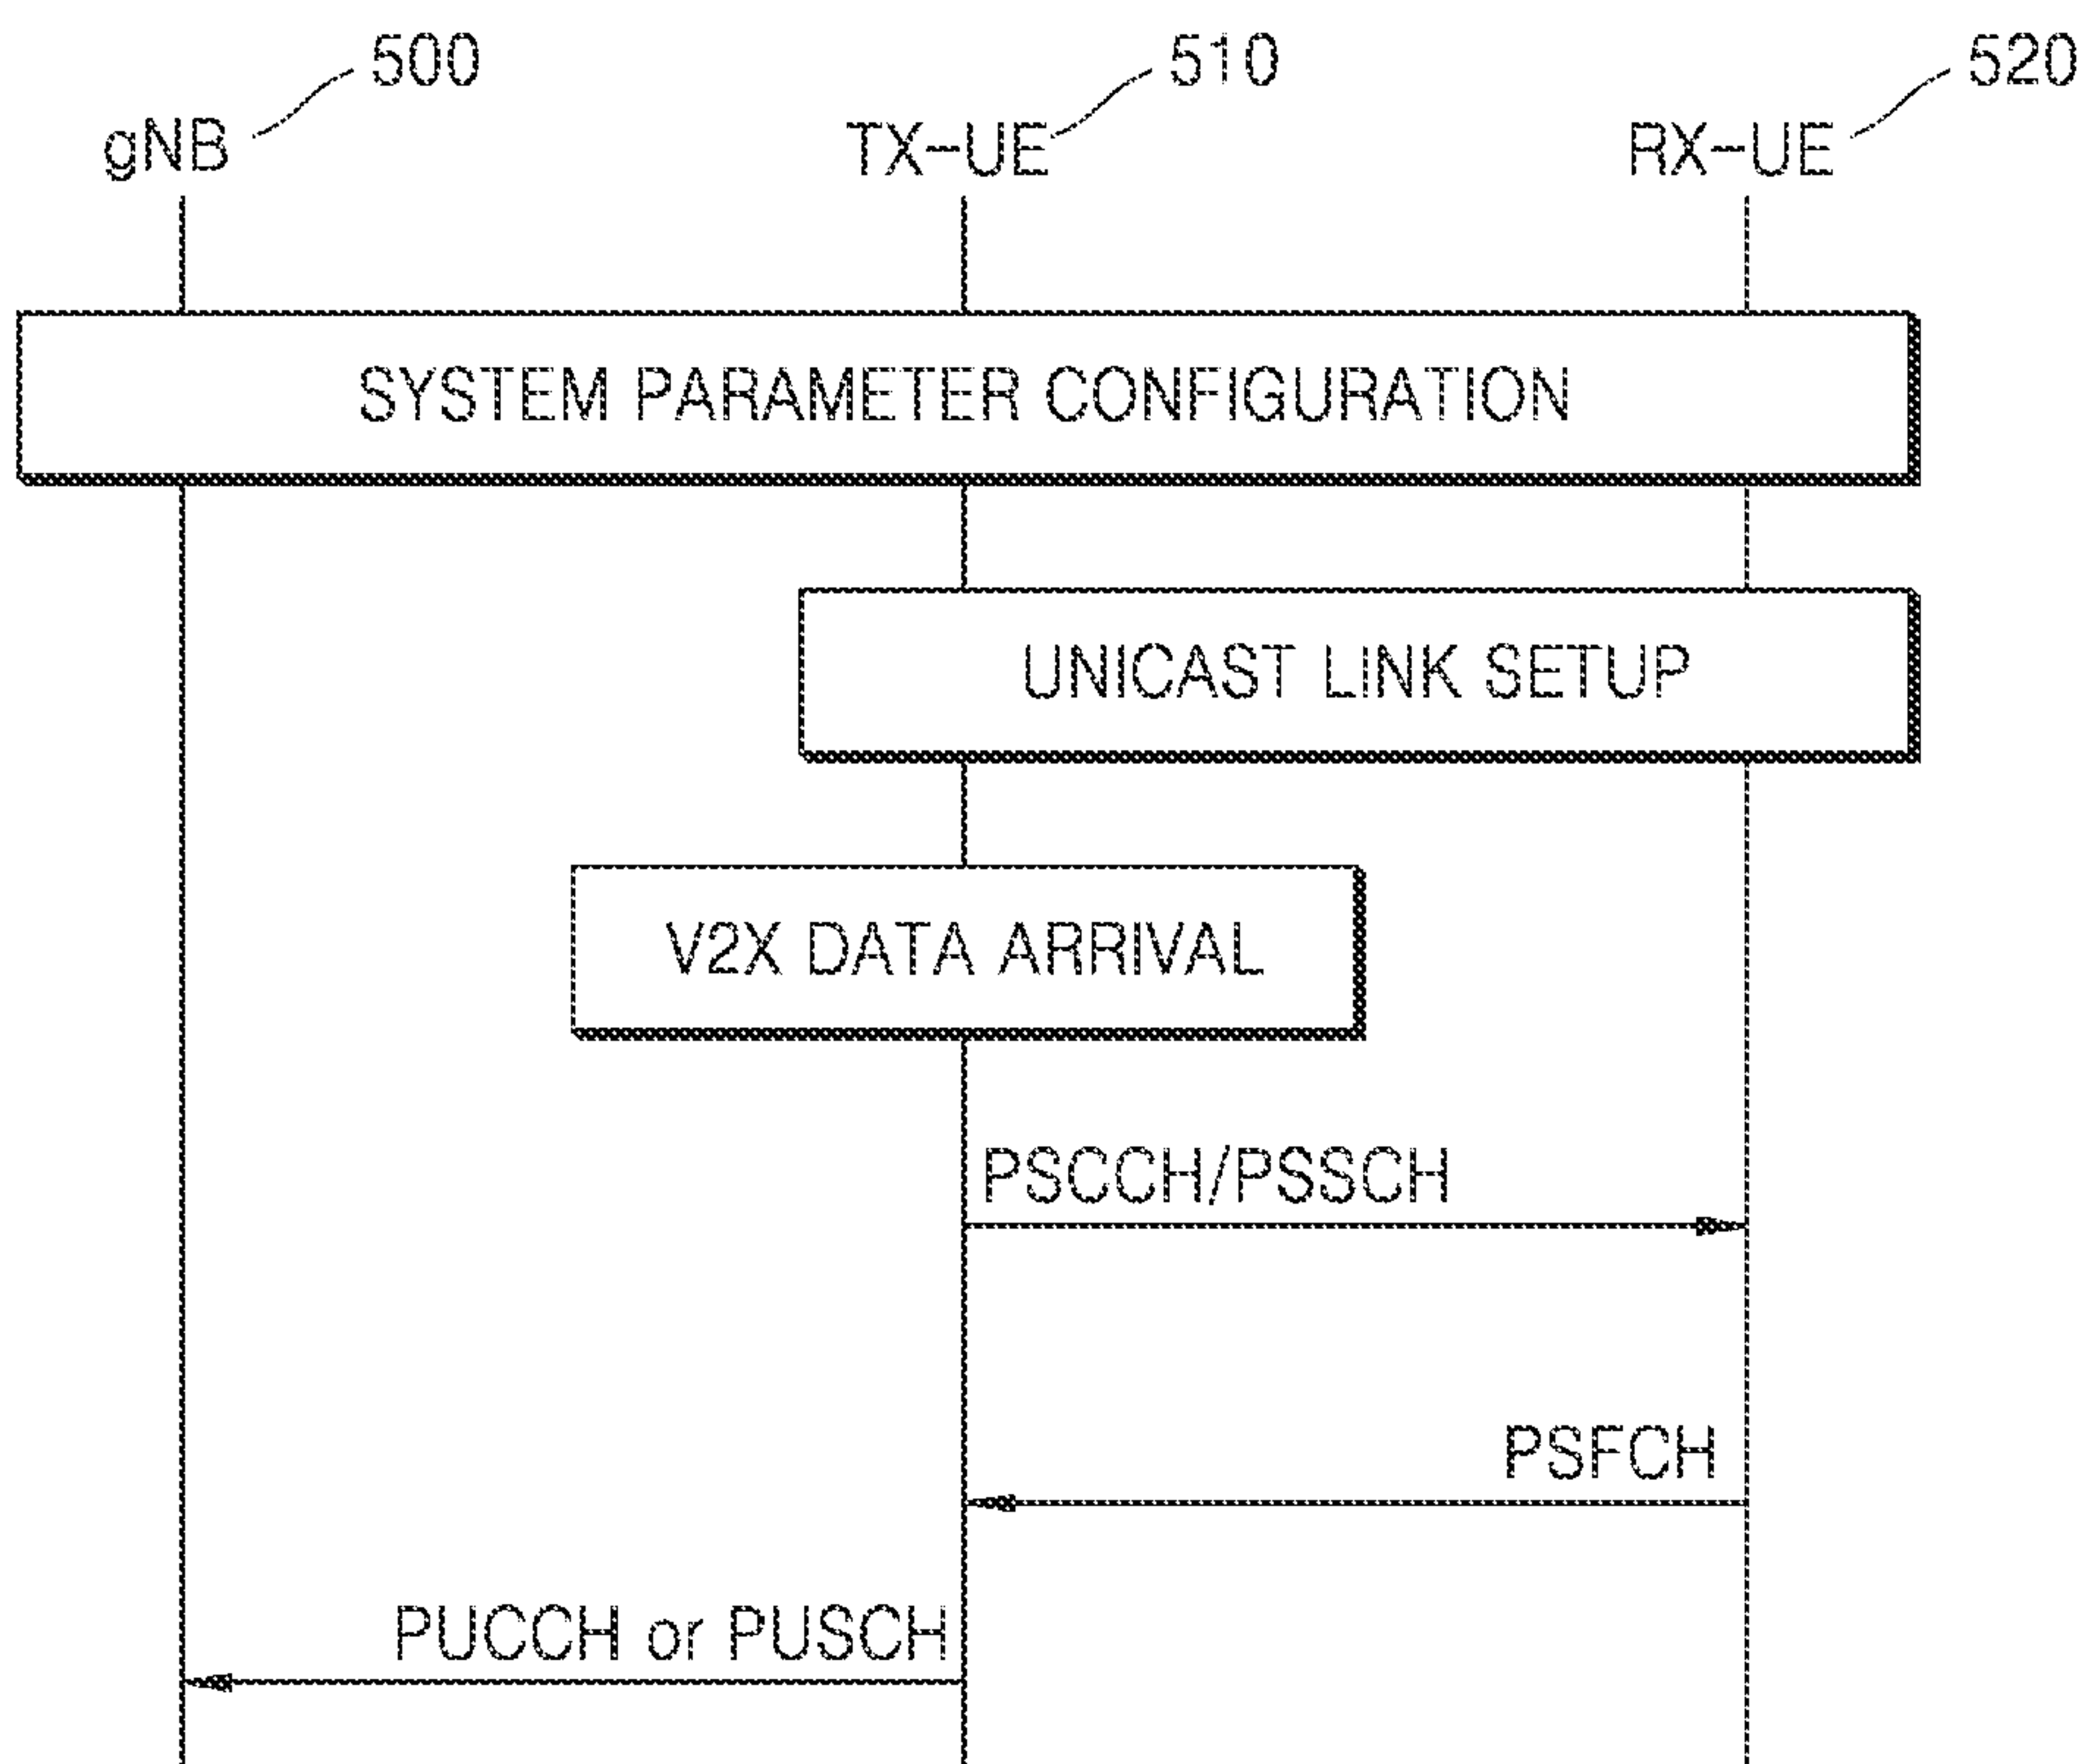 500
510
520
gNB
TX-UE
RX-UE
SYSTEM PARAMETER CONFIGURATION
UNICAST LINK SETUP
V2X DATA ARRIVAL
PSCCH/PSSCH
PSFCH
PUCCH or PUSCH